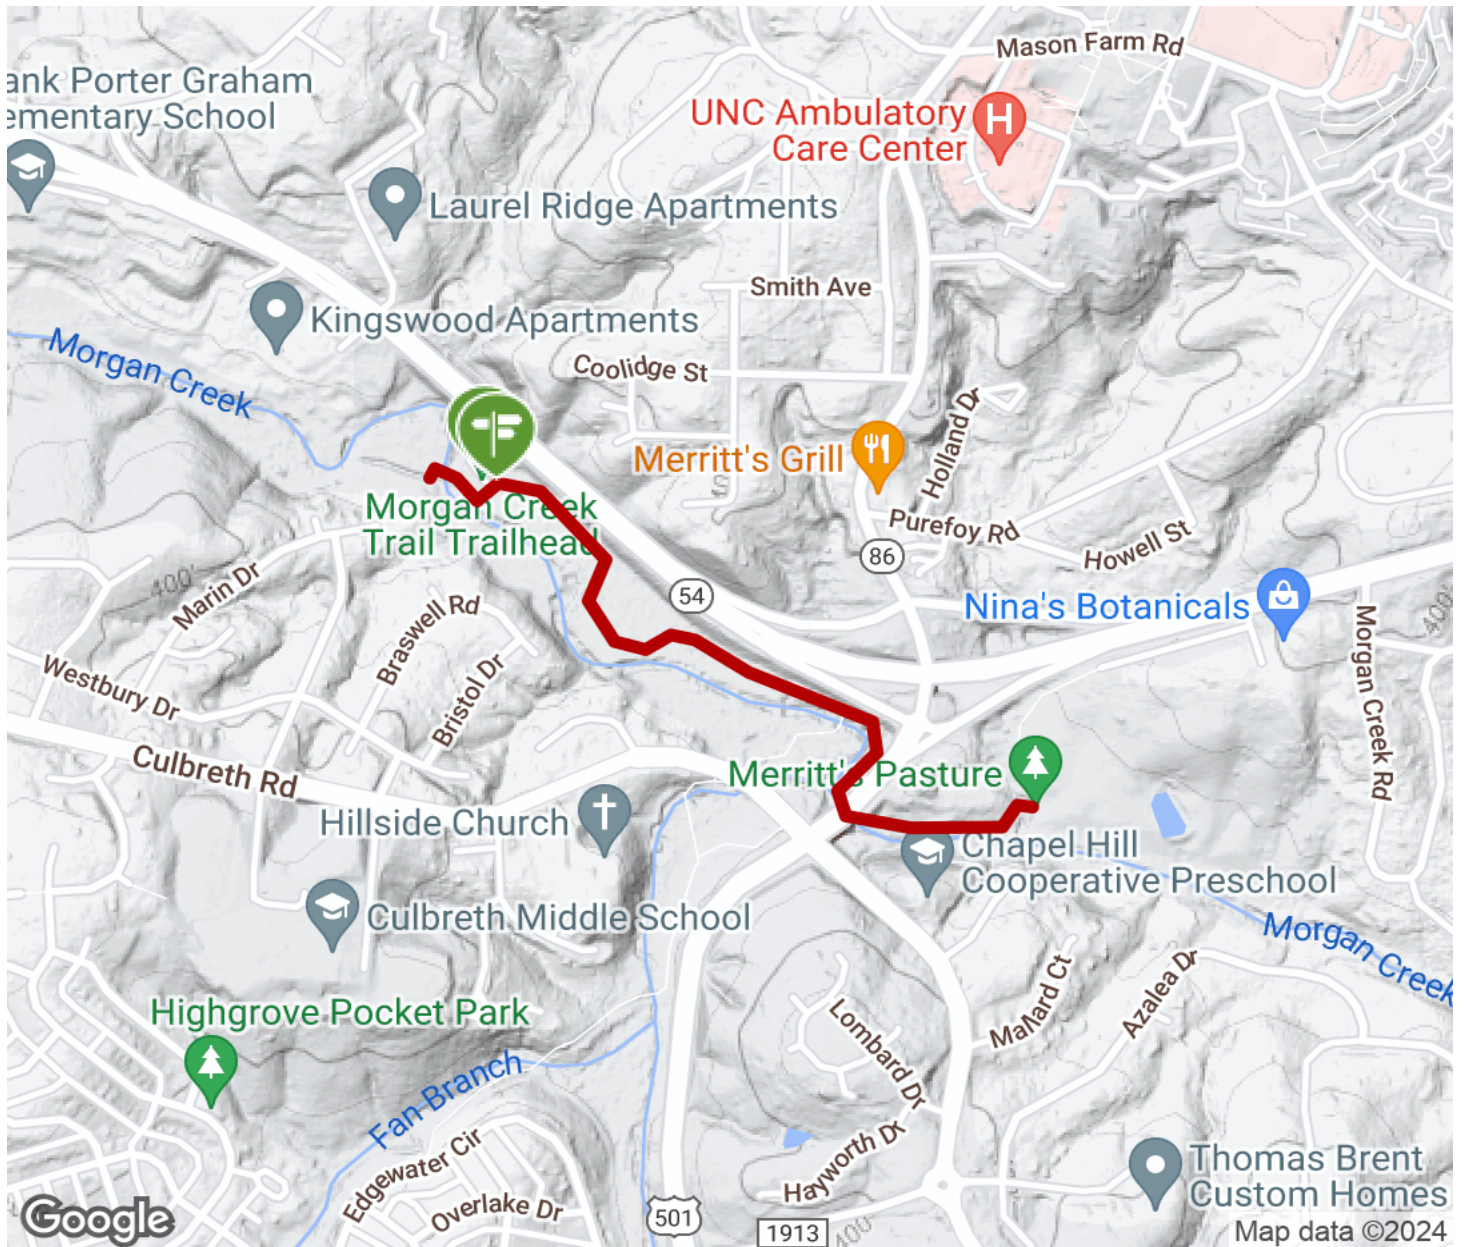 Mason Farm Rd
ank Porter Graham
ementary School
UNC Ambulatory
Care Center
H
Laurel Ridge Apartments
Smith Ave
Kingswood Apartments
Morgan Creek
Coolidge St
Holland Dr
Merritt's Grill
Morgan Creek
Trail Trailhead
Purefoy Rd
Howell St
86
400'
Marin Dr
54
Nina's Botanicals
400'
Braswell Rd
Morgan Creek Rd
Westbury Dr
Bristol Dr
Culbreth Rd
Merritt's Pasture
Hillside Church
Chapel Hill
Cooperative Preschool
Culbreth Middle School
Morgan Creek
Mallard Ct
Azalea Dr
Highgrove Pocket Park
Lombard Dr
Fan Branch
Edgewater Cir
Hayworth Dr
Thomas Brent
Custom Homes
Overlake Dr
Google
501
1913
400'
Map data ©2024